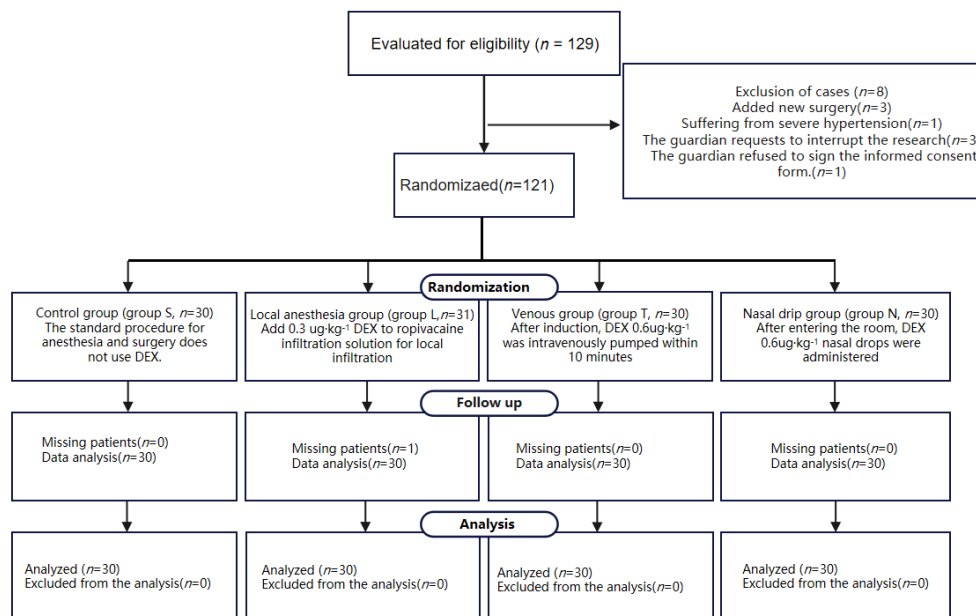 Evaluated for eligibility (n = 129)
Exclusion of cases (n=8)
Added new surgery(n=3)
Suffering from severe hypertension(n=1)
The guardian requests to interrupt the research(n=3
The guardian refused to sign the informed consent
form.(n=1)
Randomizaed(n=121)
Randomization
Control group (group S, n=30)
The standard procedure for
anesthesia and surgery does
not use DEX.
Local anesthesia group (group L,n=31)
Add 0.3 ug·kg⁻¹ DEX to ropivacaine
infiltration solution for local
infiltration
Venous group (group T, n=30)
After induction, DEX 0.6ug·kg⁻¹
was intravenously pumped within
10 minutes
Nasal drip group (group N, n=30)
After entering the room, DEX
0.6ug·kg⁻¹ nasal drops were
administered
Follow up
Missing patients(n=0)
Data analysis(n=30)
Missing patients(n=1)
Data analysis(n=30)
Missing patients(n=0)
Data analysis(n=30)
Missing patients(n=0)
Data analysis(n=30)
Analysis
Analyzed (n=30)
Excluded from the analysis(n=0)
Analyzed (n=30)
Excluded from the analysis(n=0)
Analyzed (n=30)
Excluded from the analysis(n=0)
Analyzed (n=30)
Excluded from the analysis(n=0)